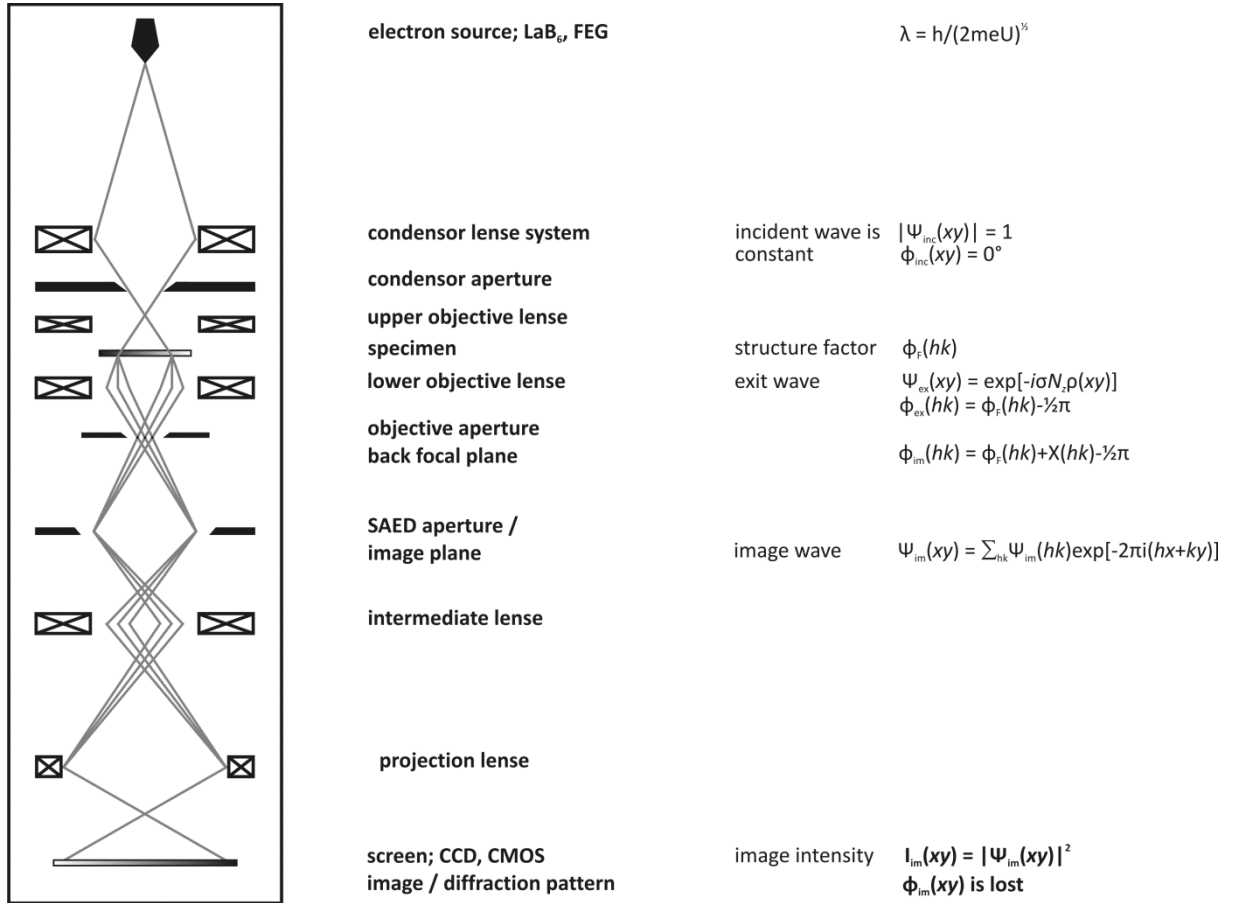 electron source; LaB₆, FEG λ = h/(2meU)^½
condensor lense system incident wave is |Ψinc(xy)| = 1
constant ϕinc(xy) = 0°
condensor aperture
upper objective lense
specimen structure factor ϕF(hk)
lower objective lense exit wave Ψex(xy) = exp[-iσNzρ(xy)]
ϕex(hk) = ϕF(hk)-½π
objective aperture
back focal plane ϕim(hk) = ϕF(hk)+X(hk)-½π
SAED aperture /
image plane image wave Ψim(xy) = ∑hkΨim(hk)exp[-2πi(hx+ky)]
intermediate lense
projection lense
screen; CCD, CMOS image intensity Iim(xy) = |Ψim(xy)|²
image / diffraction pattern ϕim(xy) is lost